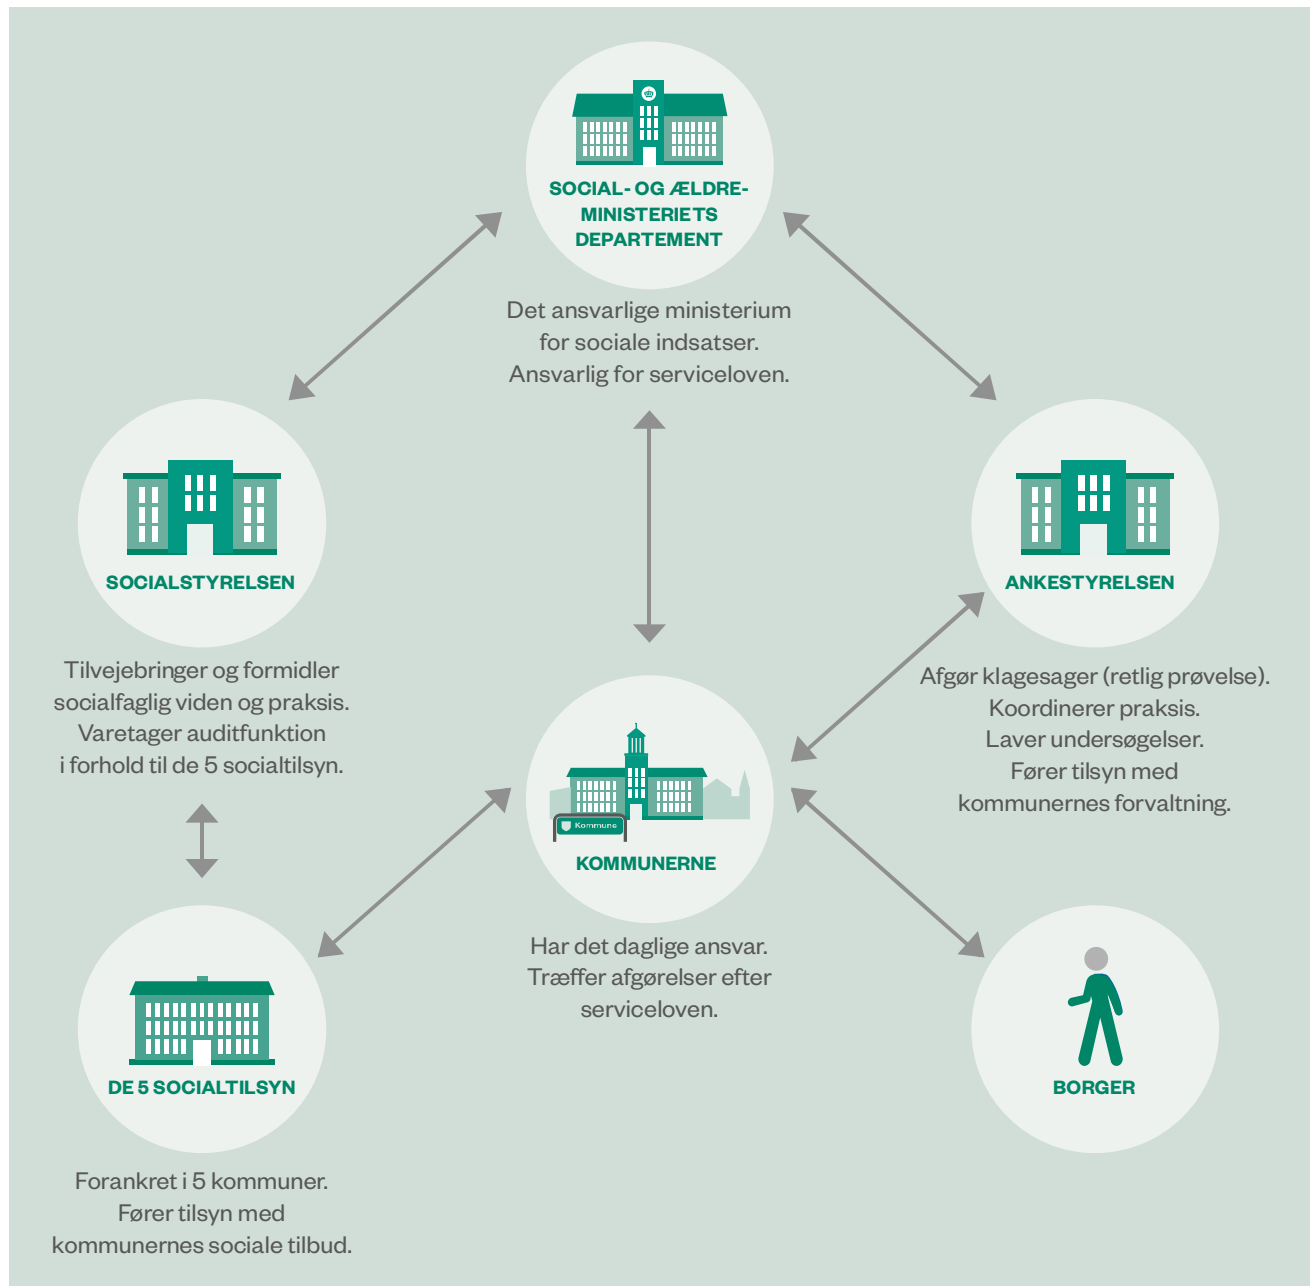 SOCIAL- OG ÆLDRE-
MINISTERIETS
DEPARTEMENT
Det ansvarlige ministerium
for sociale indsatser.
Ansvarlig for serviceloven.
SOCIALSTYRELSEN
Tilvejebringer og formidler
socialfaglig viden og praksis.
Varetager auditfunktion
i forhold til de 5 socialtilsyn.
ANKESTYRELSEN
Afgør klagesager (retlig prøvelse).
Koordinerer praksis.
Laver undersøgelser.
Fører tilsyn med
kommunernes forvaltning.
Kommune
KOMMUNERNE
Har det daglige ansvar.
Træffer afgørelser efter
serviceloven.
DE 5 SOCIALTILSYN
Forankret i 5 kommuner.
Fører tilsyn med
kommunernes sociale tilbud.
BORGER